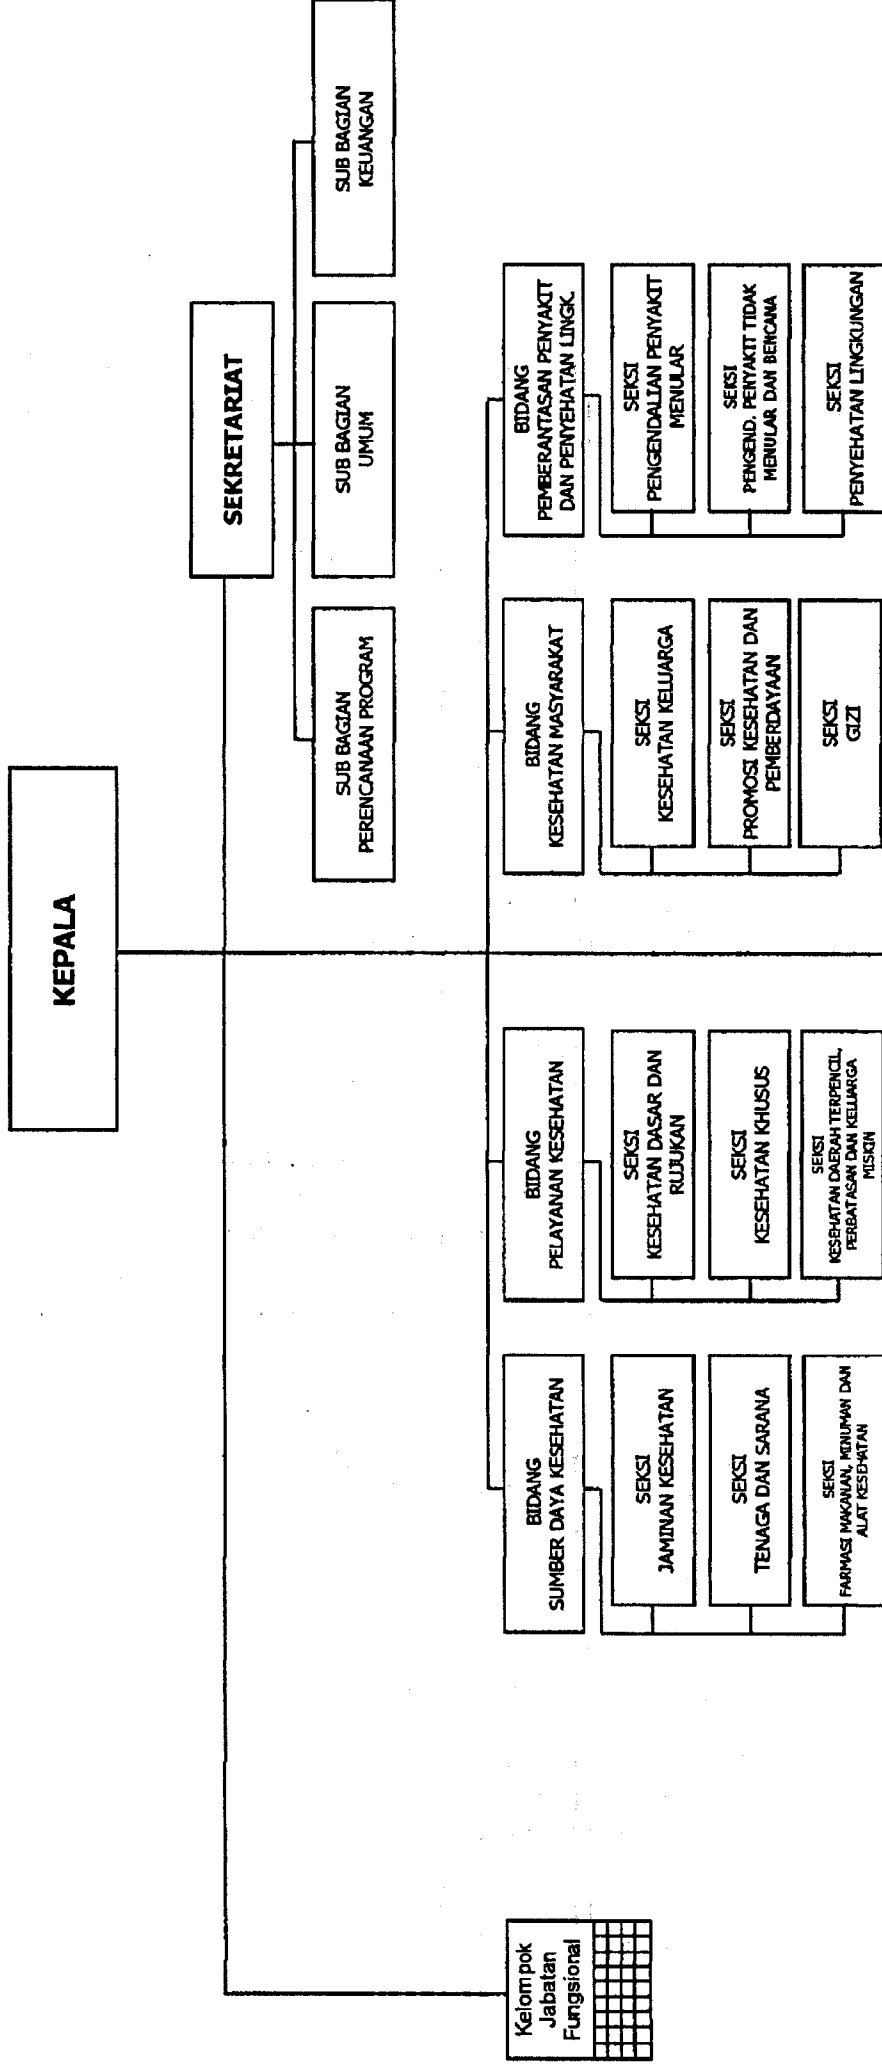 KEPALA
SEKRETARIAT
SUB BAGIAN
PERENCANAAN PROGRAM
SUB BAGIAN
UMUM
SUB BAGIAN
KEUANGAN
Kelompok
Jabatan
Fungsional
BIDANG
SUMBER DAYA KESEHATAN
SEKSI
JAMINAN KESEHATAN
SEKSI
TENAGA DAN SARANA
SEKSI
FARMASI MAKANAN, MINUMAN DAN
ALAT KESEHATAN
BIDANG
PELAYANAN KESEHATAN
SEKSI
KESEHATAN DASAR DAN
RUJUKAN
SEKSI
KESEHATAN KHUSUS
SEKSI
KESEHATAN DAERAH TERPENCIL,
PERBATASAN DAN KELUARGA
MISKIN
BIDANG
KESEHATAN MASYARAKAT
SEKSI
KESEHATAN KELUARGA
SEKSI
PROMOSI KESEHATAN DAN
PEMBERDAYAAN
SEKSI
GIZI
BIDANG
PEMBERANTASAN PENYAKIT
DAN PENYEHATAN LINGK.
SEKSI
PENGENDALIAN PENYAKIT
MENULAR
SEKSI
PENGEND. PENYAKIT TIDAK
MENULAR DAN BENCANA
SEKSI
PENYEHATAN LINGKUNGAN